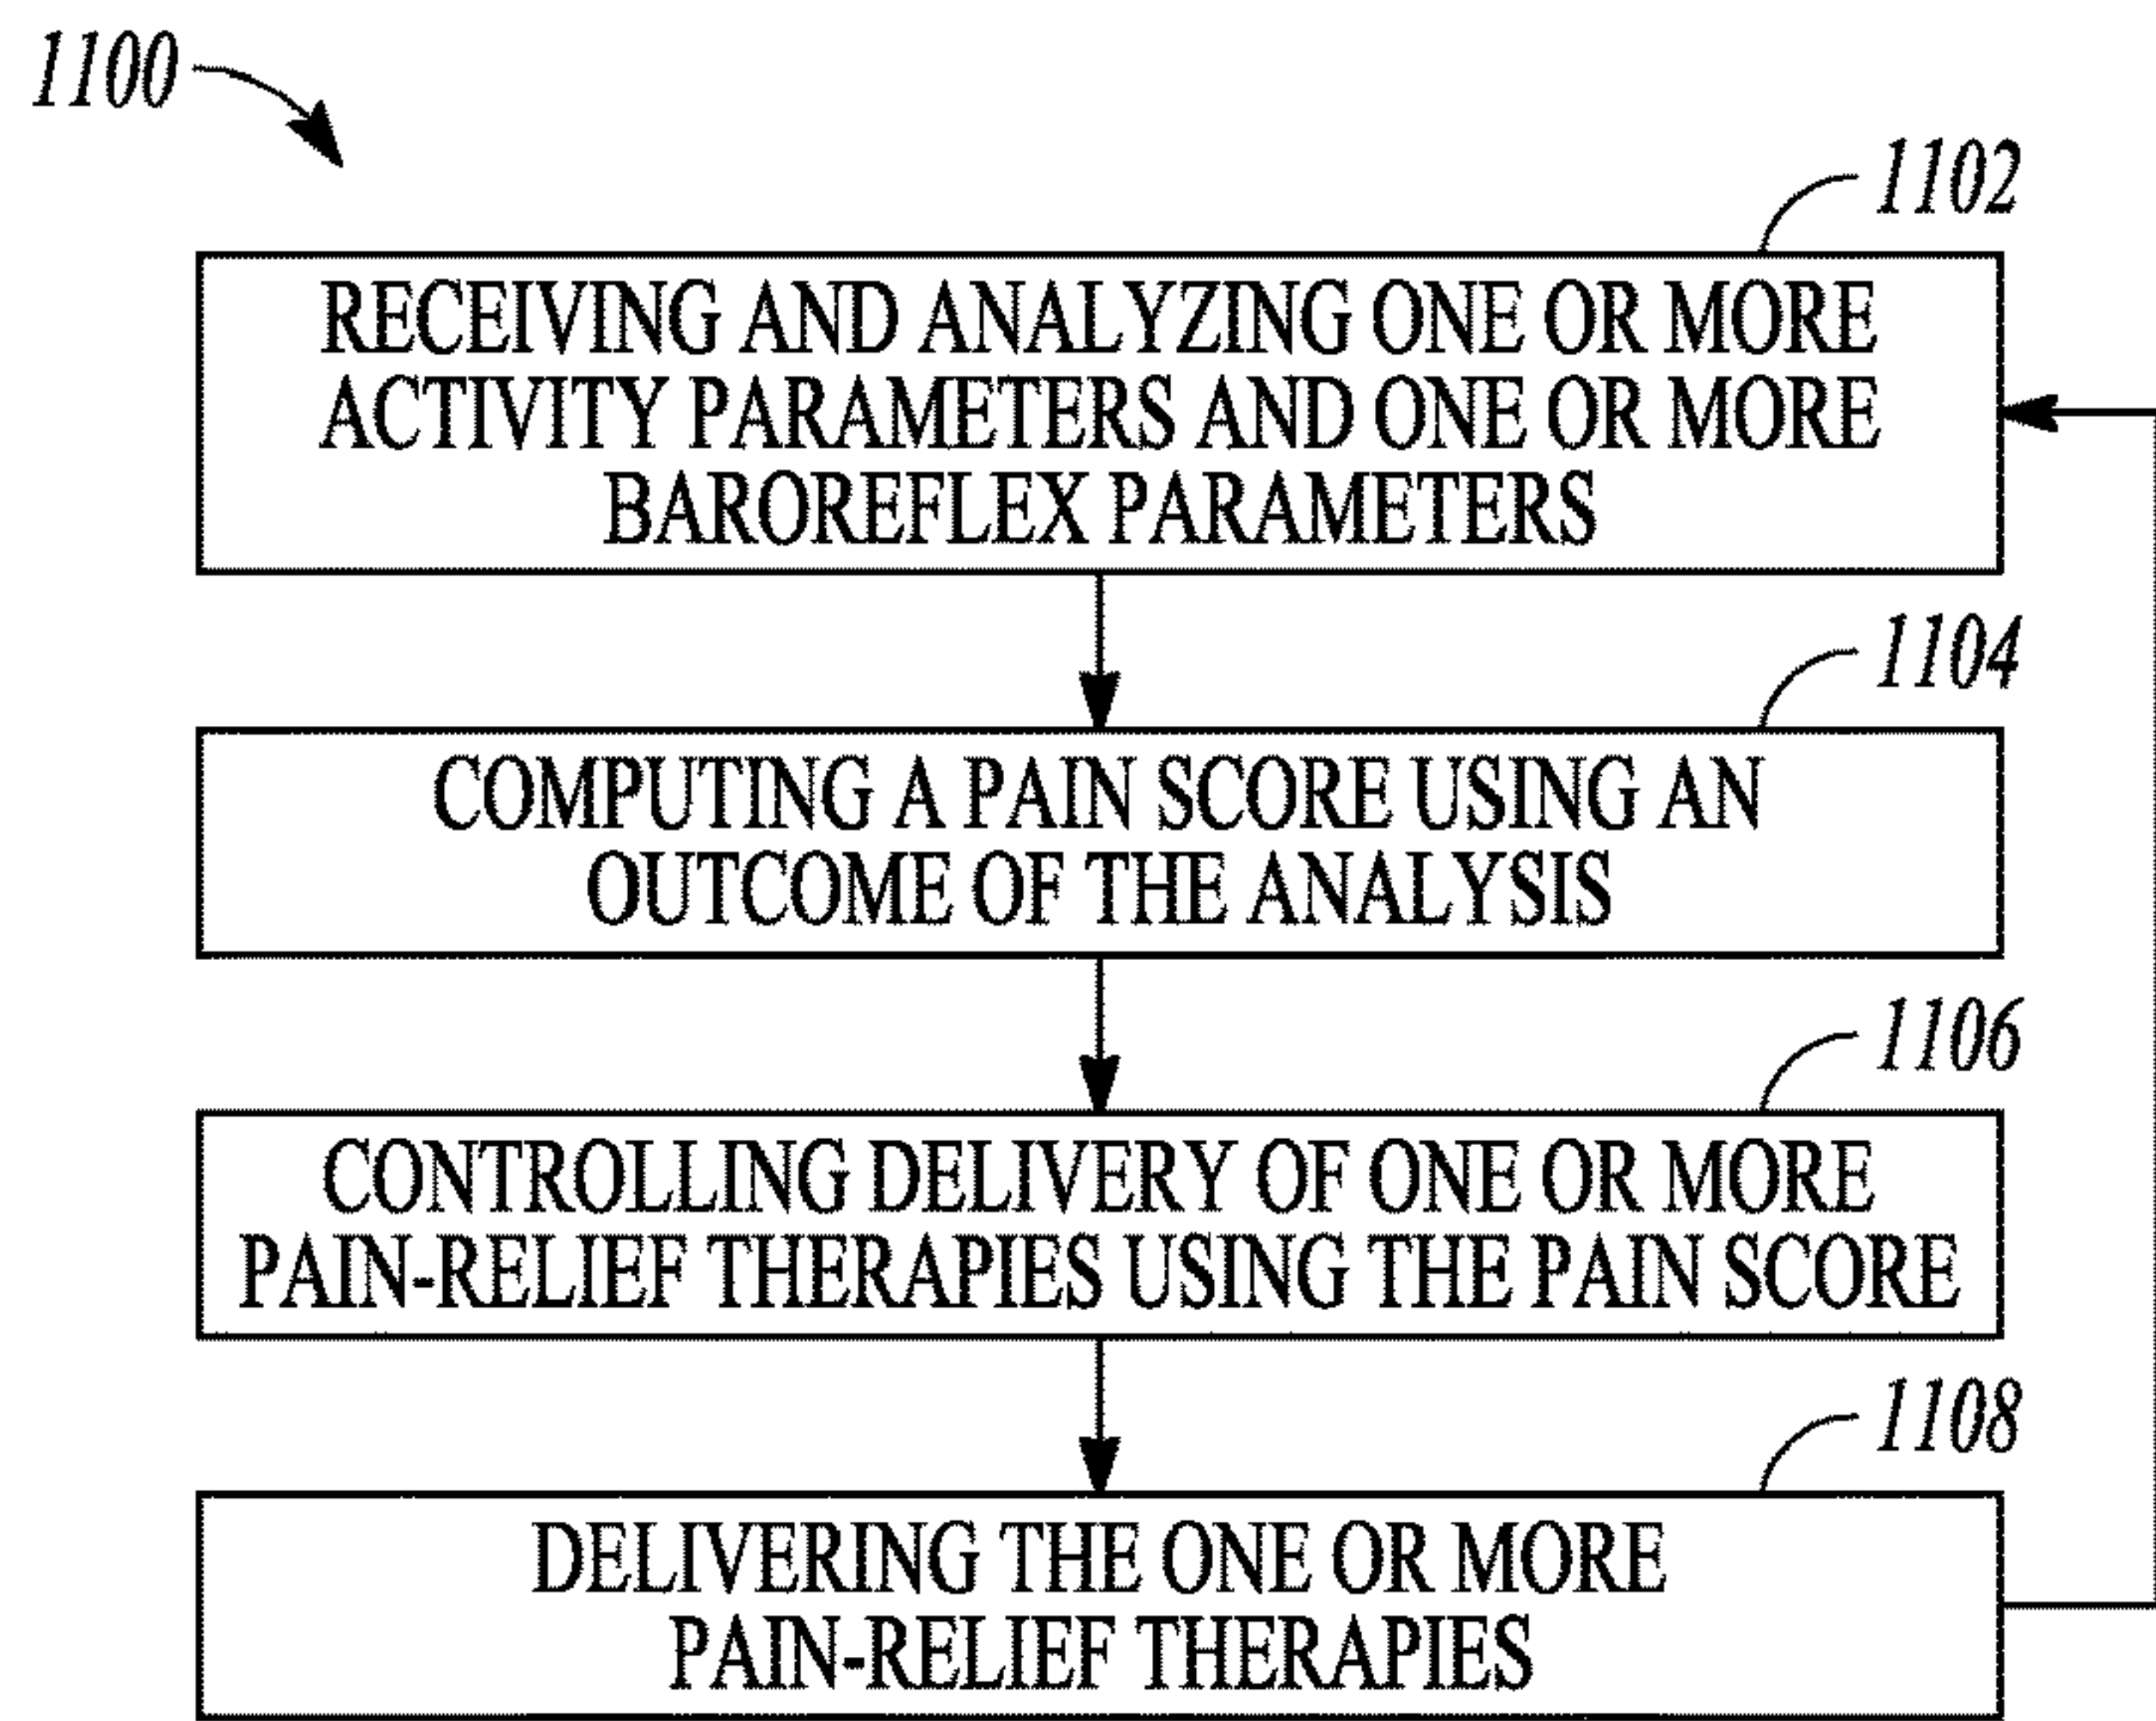 1100
1102
RECEIVING AND ANALYZING ONE OR MORE
ACTIVITY PARAMETERS AND ONE OR MORE
BAROREFLEX PARAMETERS
1104
COMPUTING A PAIN SCORE USING AN
OUTCOME OF THE ANALYSIS
1106
CONTROLLING DELIVERY OF ONE OR MORE
PAIN-RELIEF THERAPIES USING THE PAIN SCORE
1108
DELIVERING THE ONE OR MORE
PAIN-RELIEF THERAPIES